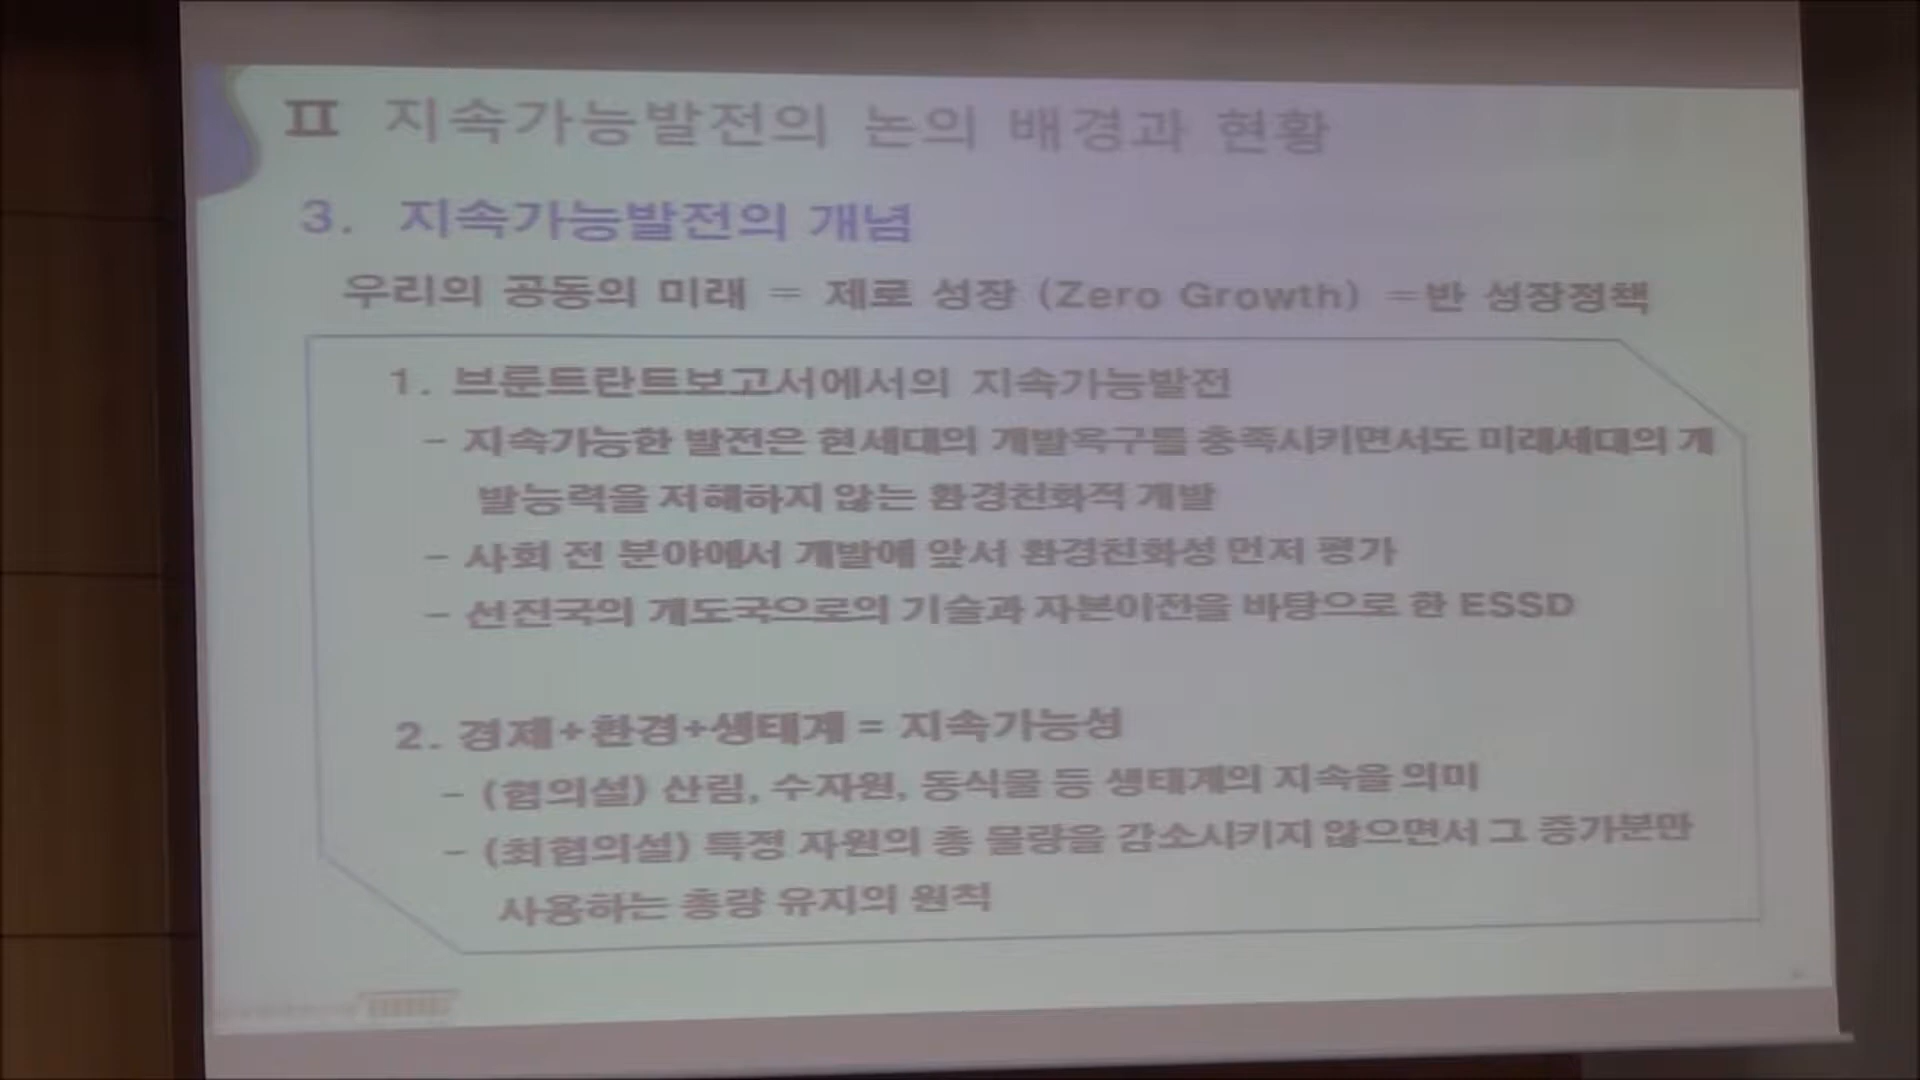 Ⅱ 지속가능발전의 논의 배경과 현황
3. 지속가능발전의 개념
우리의 공동의 미래 = 제로 성장 (Zero Growth) =반 성장정책
1. 브룬트란트보고서에서의 지속가능발전
- 지속가능한 발전은 현세대의 개발욕구를 충족시키면서도 미래세대의 개
발능력을 저해하지 않는 환경친화적 개발
- 사회 전 분야에서 개발에 앞서 환경친화성 먼저 평가
- 선진국의 개도국으로의 기술과 자본이전을 바탕으로 한 ESSD
2. 경제+환경+생태계 = 지속가능성
- (협의설) 산림, 수자원, 동식물 등 생태계의 지속을 의미
- (최협의설) 특정 자원의 총 물량을 감소시키지 않으면서 그 증가분만
사용하는 총량 유지의 원칙